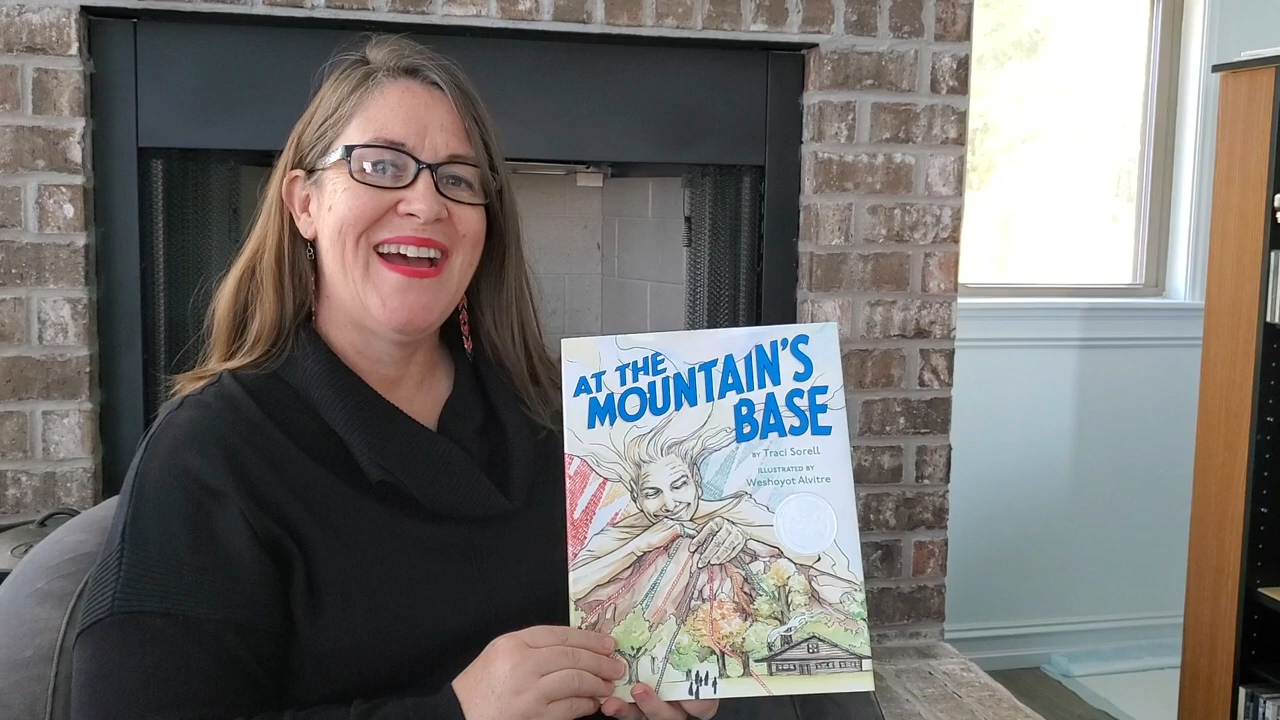 AT THE
MOUNTAIN'S
BASE
BY Traci Sorell
ILLUSTRATED BY
Weshoyot Alvitre